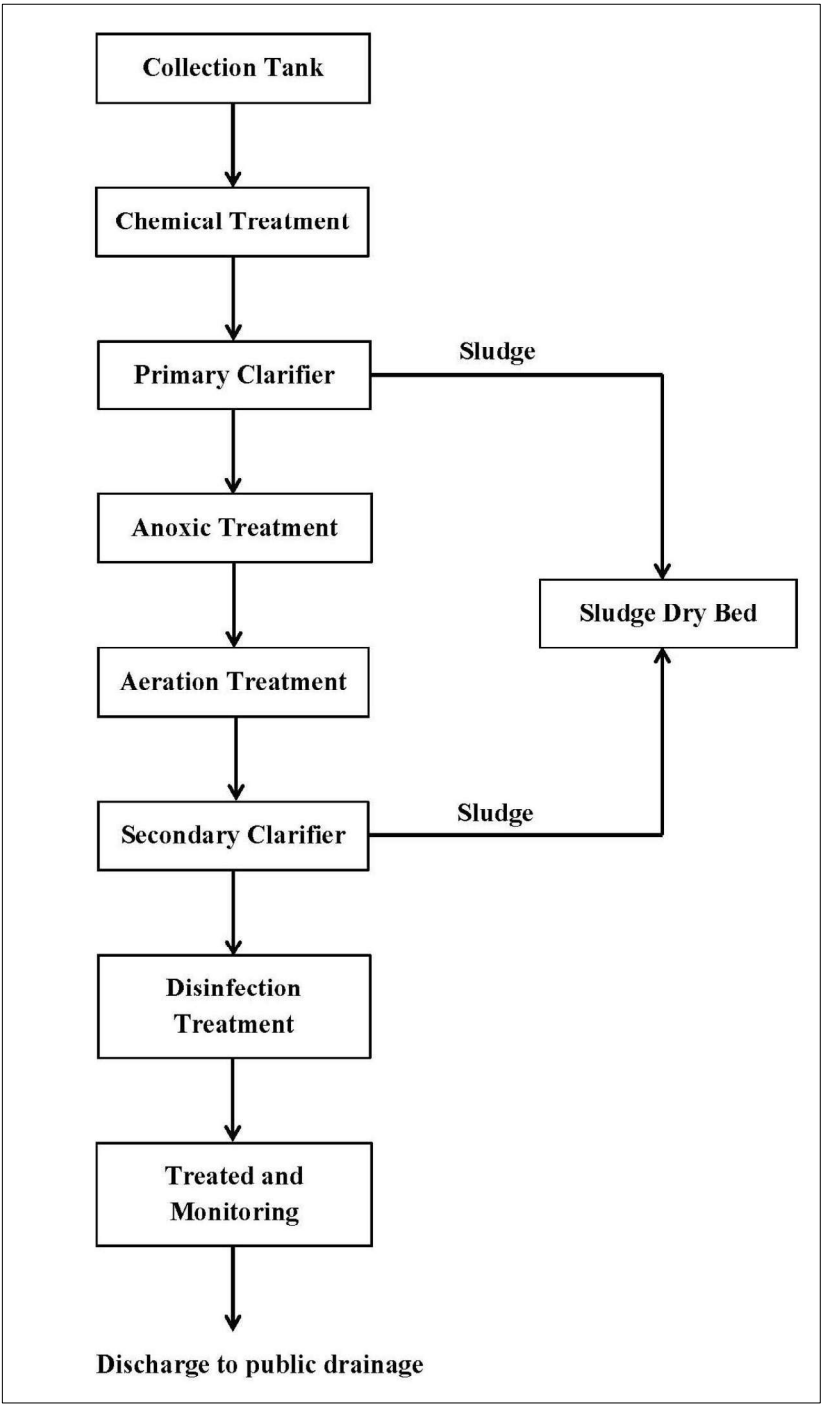 Collection Tank
Chemical Treatment
Primary Clarifier
Sludge
Anoxic Treatment
Sludge Dry Bed
Aeration Treatment
Secondary Clarifier
Sludge
Disinfection
Treatment
Treated and
Monitoring
Discharge to public drainage